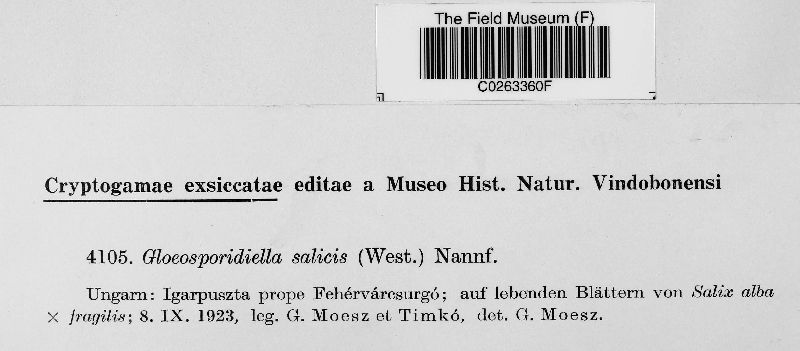 The Field Museum (F)
C0263360F
Cryptogamae exsiccatae editae a Museo Hist. Natur. Vindobonensi
4105. Gloeosporidiella salicis (West.) Nannf.
Ungarn: Igarpuszta prope Fehérvárcsurgó; auf lebenden Blättern von Salix alba
× fragilis; 8. IX. 1923, leg. G. Moesz et Timkó, det. G. Moesz.